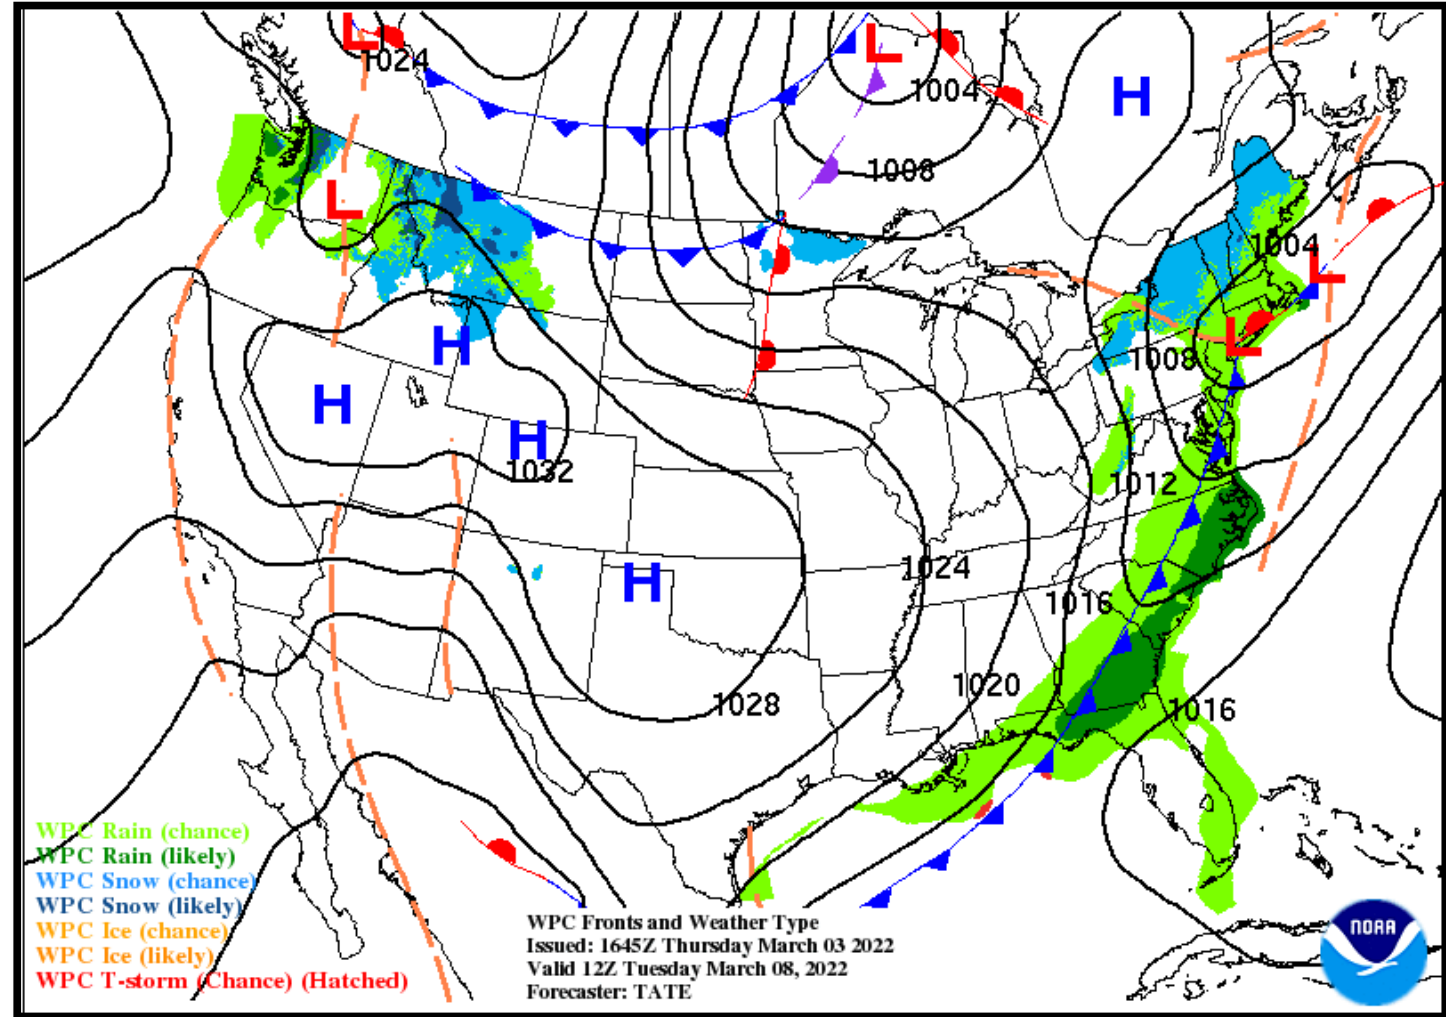 L
1024
L
1004
H
1008
L
1004
L
H
L
1008
H
H
1032
1012
1024
H
1016
1020
1028
1016
WPC Rain (chance)
WPC Rain (likely)
WPC Snow (chance)
WPC Snow (likely)
WPC Ice (chance)
WPC Ice (likely)
WPC T-storm (Chance) (Hatched)
WPC Fronts and Weather Type
Issued: 1645Z Thursday March 03 2022
Valid 12Z Tuesday March 08, 2022
Forecaster: TATE
NOAA